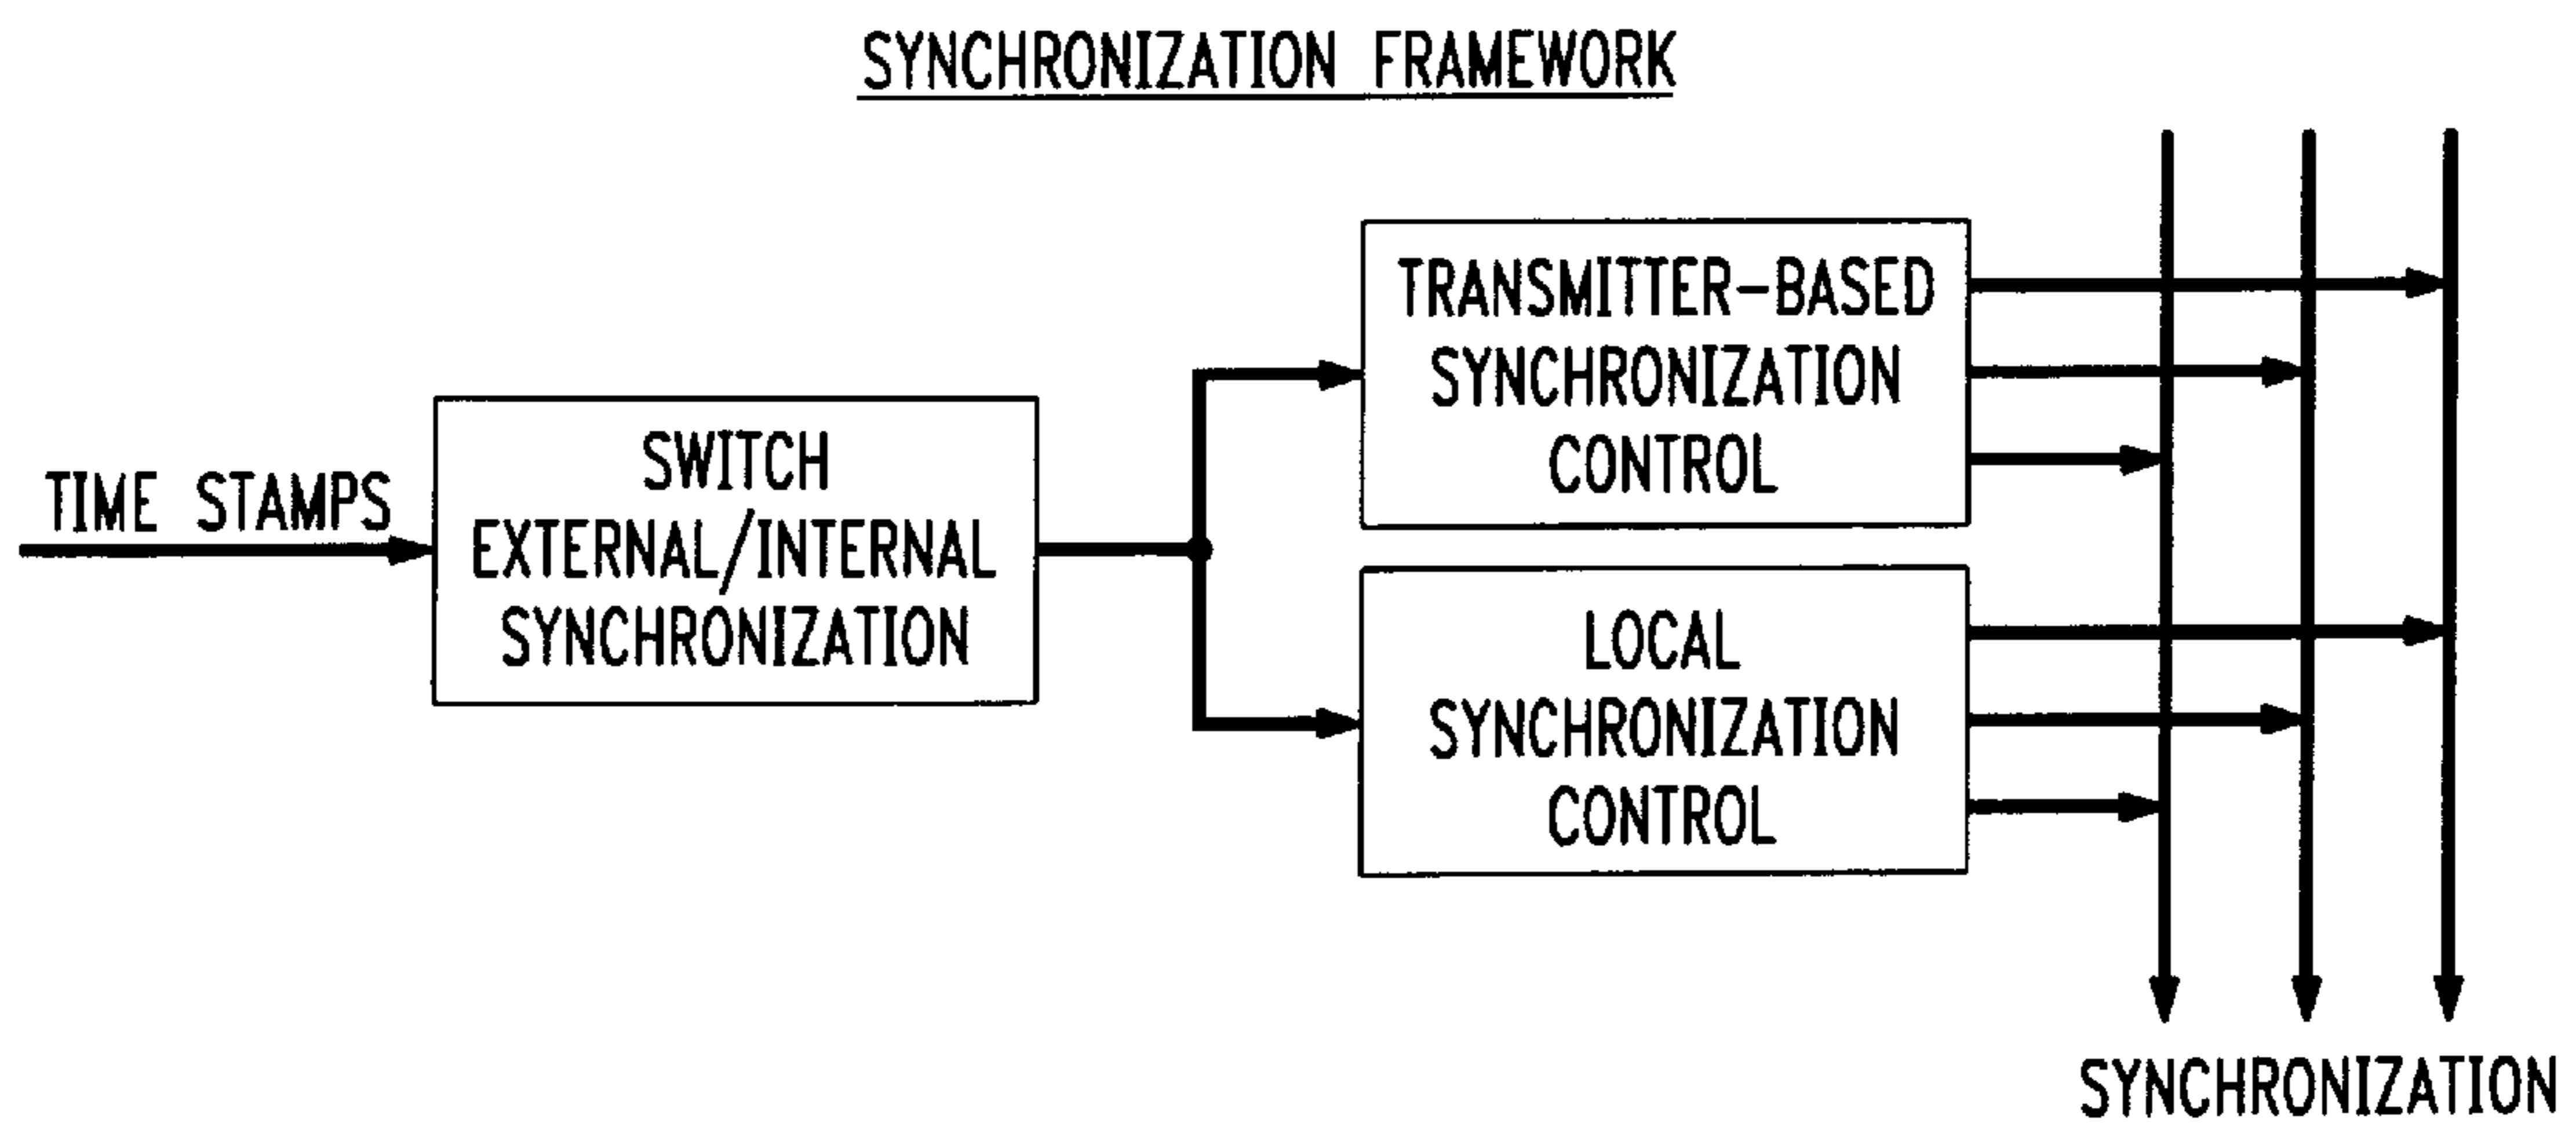 SYNCHRONIZATION FRAMEWORK
TIME STAMPS
SWITCH
EXTERNAL/INTERNAL
SYNCHRONIZATION
TRANSMITTER-BASED
SYNCHRONIZATION
CONTROL
LOCAL
SYNCHRONIZATION
CONTROL
SYNCHRONIZATION